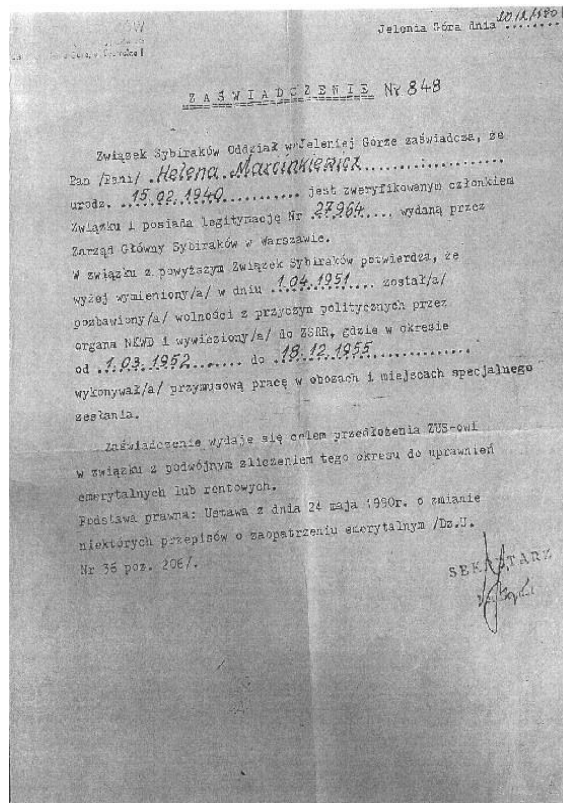 Jelenia Góra dnia
ZAŚWIADCZENIE Nr 848
Związek Sybiraków Oddział w Jeleniej Górze zaświadcza, że
Pan /Pani/ .Helena Marcinkiewicz.....:...........
urodz. .15.02.1940............ jest zweryfikowanym członkiem
Związku i posiada legitymację Nr .27964.... wydaną przez
Zarząd Główny Sybiraków w Warszawie.
W związku z powyższym Związek Sybiraków potwierdza, że
wyżej wymieniony/a/ w dniu .1.04.1951.... został/a/
pozbawiony/a/ wolności z przyczyn politycznych przez
organa NKWD i wywieziony/a/ do ZSRR, gdzie w okresie
od .1.03.1952....... do .19.12.1955...............
wykonywał/a/ przymusową pracę w obozach i miejscach specjalnego
zesłania.
Zaświadczenie wydaje się celem przedłożenia ZUS-owi
w związku z podwójnym zliczeniem tego okresu do uprawnień
emerytalnych lub rentowych.
Podstawa prawna: Ustawa z dnia 24 maja 1990r. o zmianie
niektórych przepisów o zaopatrzeniu emerytalnym /Dz.U.
Nr 36 poz. 206/.
SEKRETARZ